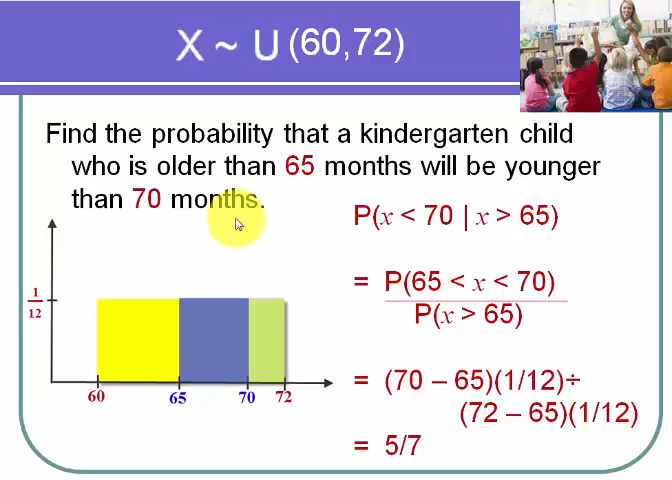 X ~ U (60,72)
Find the probability that a kindergarten child
who is older than 65 months will be younger
than 70 months.
P(x < 70 | x > 65)
= P(65 < x < 70)
P(x > 65)
= (70 – 65)(1/12)÷
(72 – 65)(1/12)
= 5/7
1
12
60 65 70 72